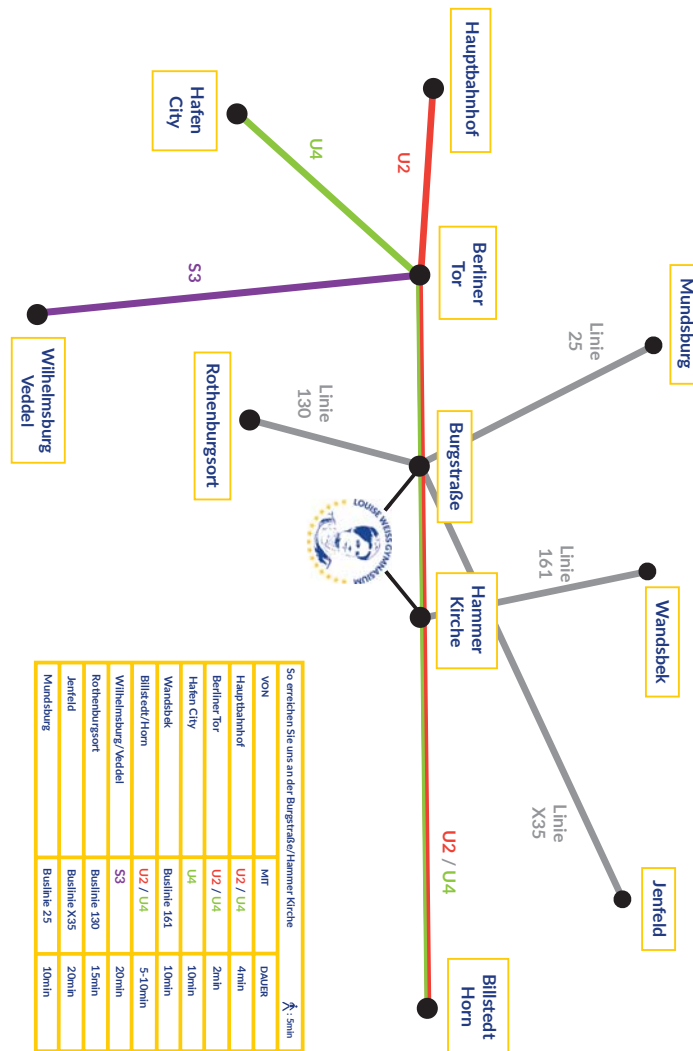 Mundsburg
Wandsbek
Jenfeld
Linie
25
Linie
161
Linie
X35
Hauptbahnhof
Berliner
Tor
Burgstraße
Hammer
Kirche
Billstedt
Horn
U2
U2 / U4
U4
LOUISE WEISS GYMNASIUM
Linie
130
Hafen
City
Rothenburgsort
S3
Wilhelmsburg
Veddel
So erreichen Sie uns an der Burgstraße/Hammer Kirche : 5min
VON MIT DAUER
Hauptbahnhof U2 / U4 4min
Berliner Tor U2 / U4 2min
Hafen City U4 10min
Wandsbek Buslinie 161 10min
Billstedt/Horn U2 / U4 5-10min
Wilhelmsburg/Veddel S3 20min
Rothenburgsort Buslinie 130 15min
Jenfeld Buslinie X35 20min
Mundsburg Buslinie 25 10min